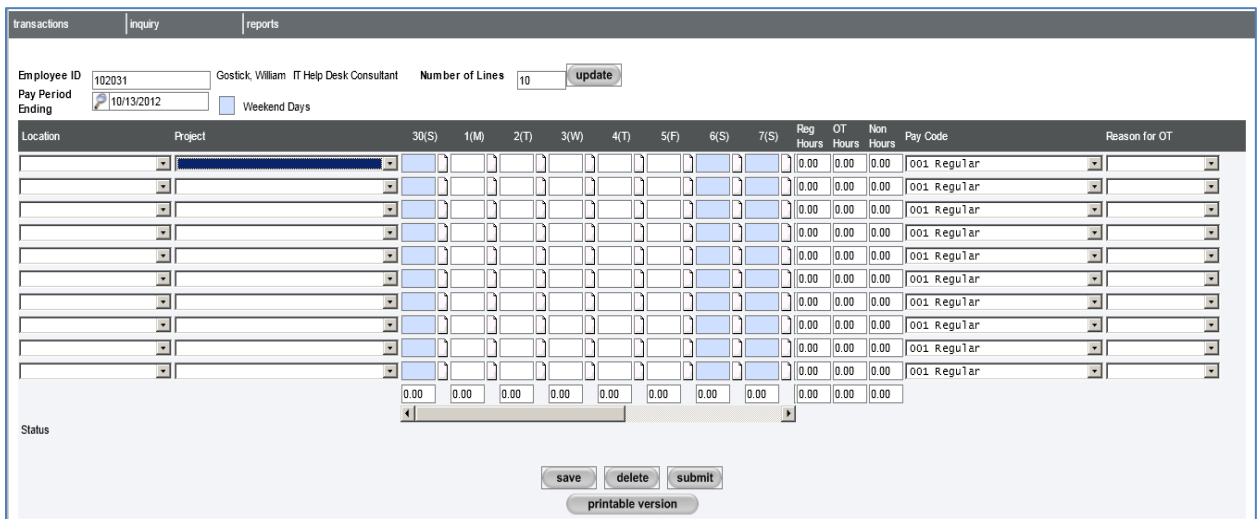 transactions inquiry reports
Employee ID 102031 Gostick, William IT Help Desk Consultant Number of Lines 10 update
Pay Period Ending 10/13/2012 Weekend Days
Location Project 30(S) 1(M) 2(T) 3(W) 4(T) 5(F) 6(S) 7(S) Reg Hours OT Hours Non Hours Pay Code Reason for OT
0.00 0.00 0.00 001 Regular
0.00 0.00 0.00 001 Regular
0.00 0.00 0.00 001 Regular
0.00 0.00 0.00 001 Regular
0.00 0.00 0.00 001 Regular
0.00 0.00 0.00 001 Regular
0.00 0.00 0.00 001 Regular
0.00 0.00 0.00 001 Regular
0.00 0.00 0.00 001 Regular
0.00 0.00 0.00 001 Regular
0.00 0.00 0.00 0.00 0.00 0.00 0.00 0.00 0.00 0.00 0.00
Status
save delete submit
printable version